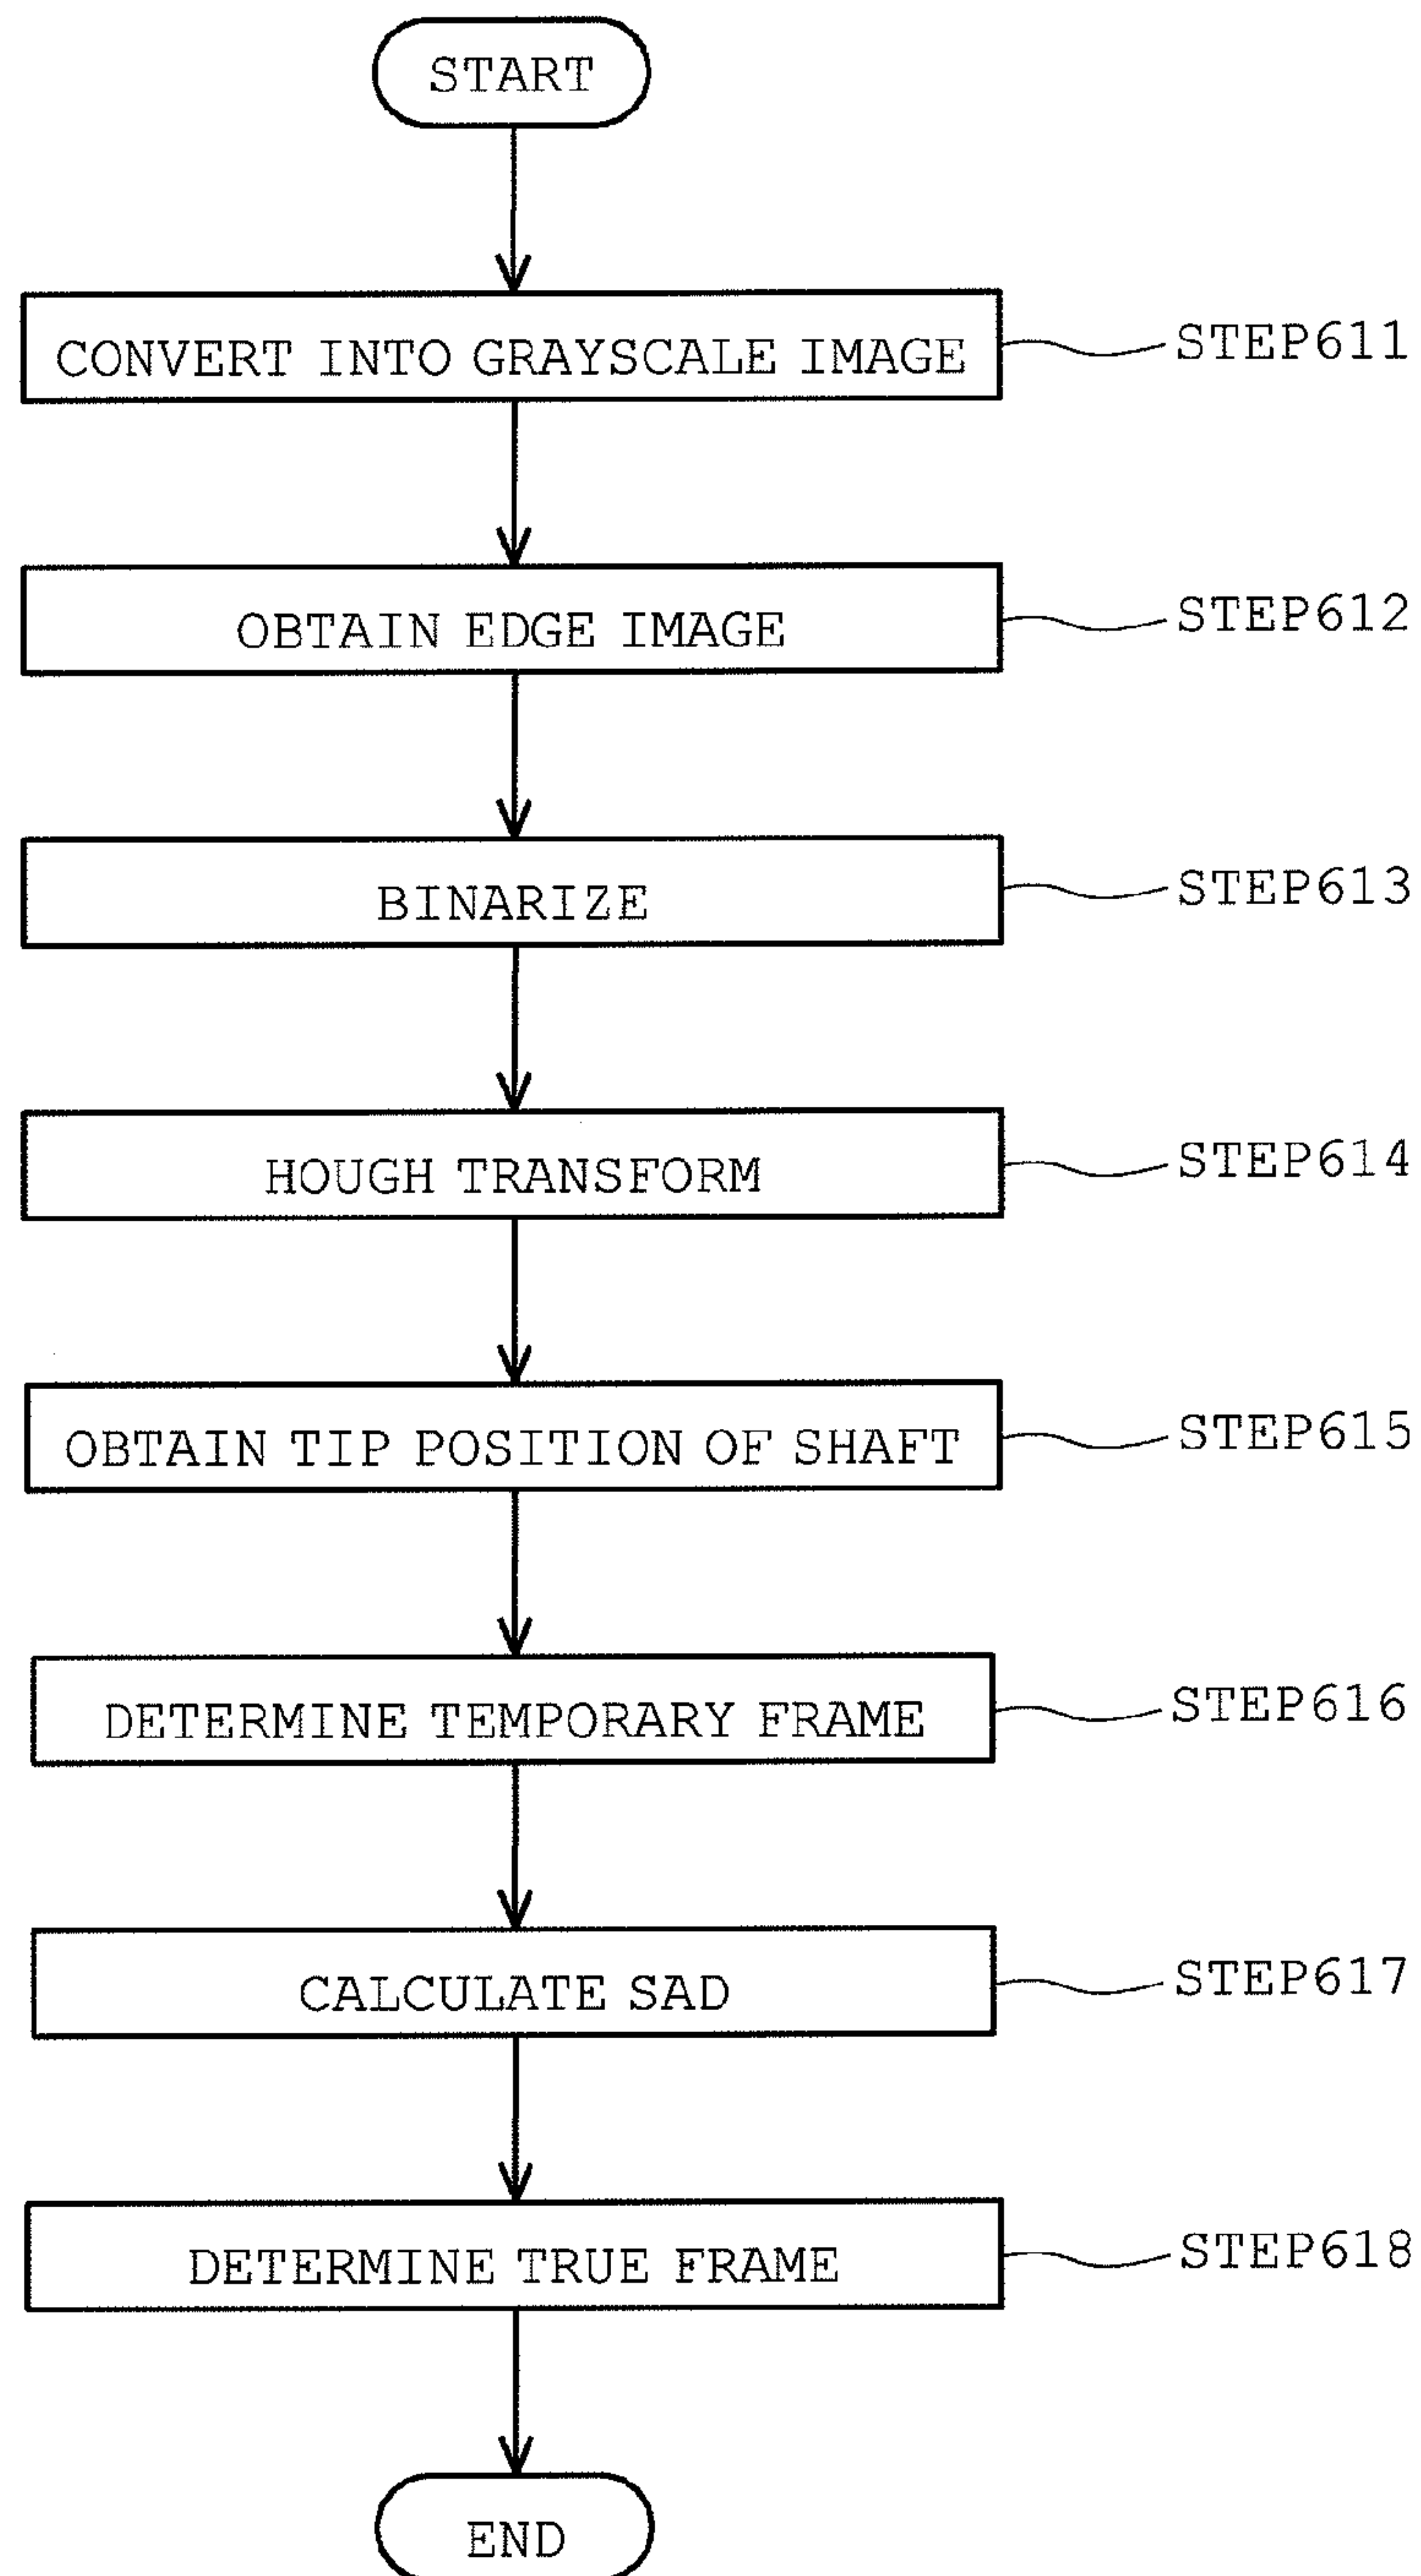 START
CONVERT INTO GRAYSCALE IMAGE
STEP611
OBTAIN EDGE IMAGE
STEP612
BINARIZE
STEP613
HOUGH TRANSFORM
STEP614
OBTAIN TIP POSITION OF SHAFT
STEP615
DETERMINE TEMPORARY FRAME
STEP616
CALCULATE SAD
STEP617
DETERMINE TRUE FRAME
STEP618
END